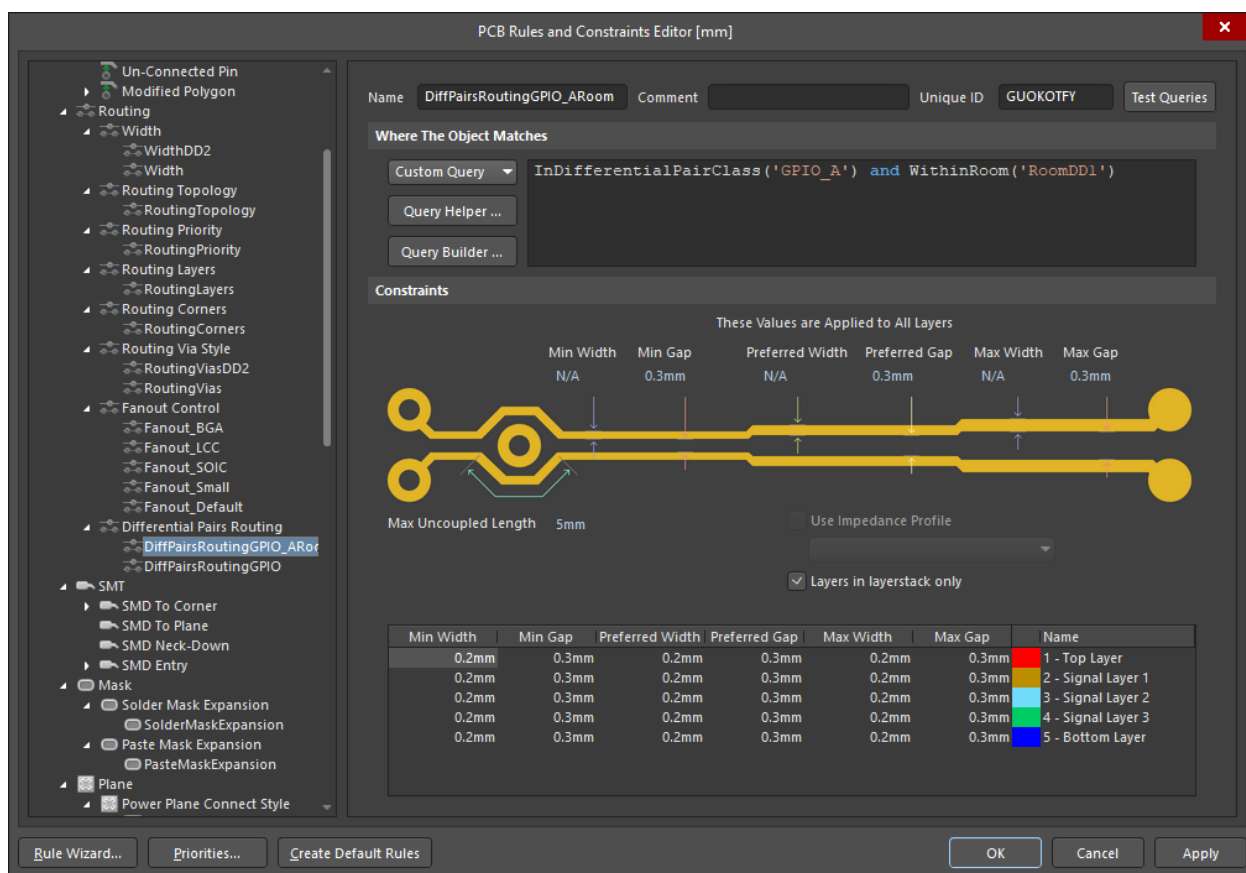 PCB Rules and Constraints Editor [mm]
Un-Connected Pin
Modified Polygon
Routing
Width
WidthDD2
Width
Routing Topology
RoutingTopology
Routing Priority
RoutingPriority
Routing Layers
RoutingLayers
Routing Corners
RoutingCorners
Routing Via Style
RoutingViasDD2
RoutingVias
Fanout Control
Fanout_BGA
Fanout_LCC
Fanout_SOIC
Fanout_Small
Fanout_Default
Differential Pairs Routing
DiffPairsRoutingGPIO_ARoo
DiffPairsRoutingGPIO
SMT
SMD To Corner
SMD To Plane
SMD Neck-Down
SMD Entry
Mask
Solder Mask Expansion
SolderMaskExpansion
Paste Mask Expansion
PasteMaskExpansion
Plane
Power Plane Connect Style
Name DiffPairsRoutingGPIO_ARoom Comment Unique ID GUOKOTFY Test Queries
Where The Object Matches
Custom Query InDifferentialPairClass('GPIO_A') and WithinRoom('RoomDD1')
Query Helper ...
Query Builder ...
Constraints
These Values are Applied to All Layers
Min Width Min Gap Preferred Width Preferred Gap Max Width Max Gap
N/A 0.3mm N/A 0.3mm N/A 0.3mm
Max Uncoupled Length 5mm
Use Impedance Profile
Layers in layerstack only
Min Width Min Gap Preferred Width Preferred Gap Max Width Max Gap Name
0.2mm 0.3mm 0.2mm 0.3mm 0.2mm 0.3mm 1 - Top Layer
0.2mm 0.3mm 0.2mm 0.3mm 0.2mm 0.3mm 2 - Signal Layer 1
0.2mm 0.3mm 0.2mm 0.3mm 0.2mm 0.3mm 3 - Signal Layer 2
0.2mm 0.3mm 0.2mm 0.3mm 0.2mm 0.3mm 4 - Signal Layer 3
0.2mm 0.3mm 0.2mm 0.3mm 0.2mm 0.3mm 5 - Bottom Layer
Rule Wizard... Priorities... Create Default Rules OK Cancel Apply